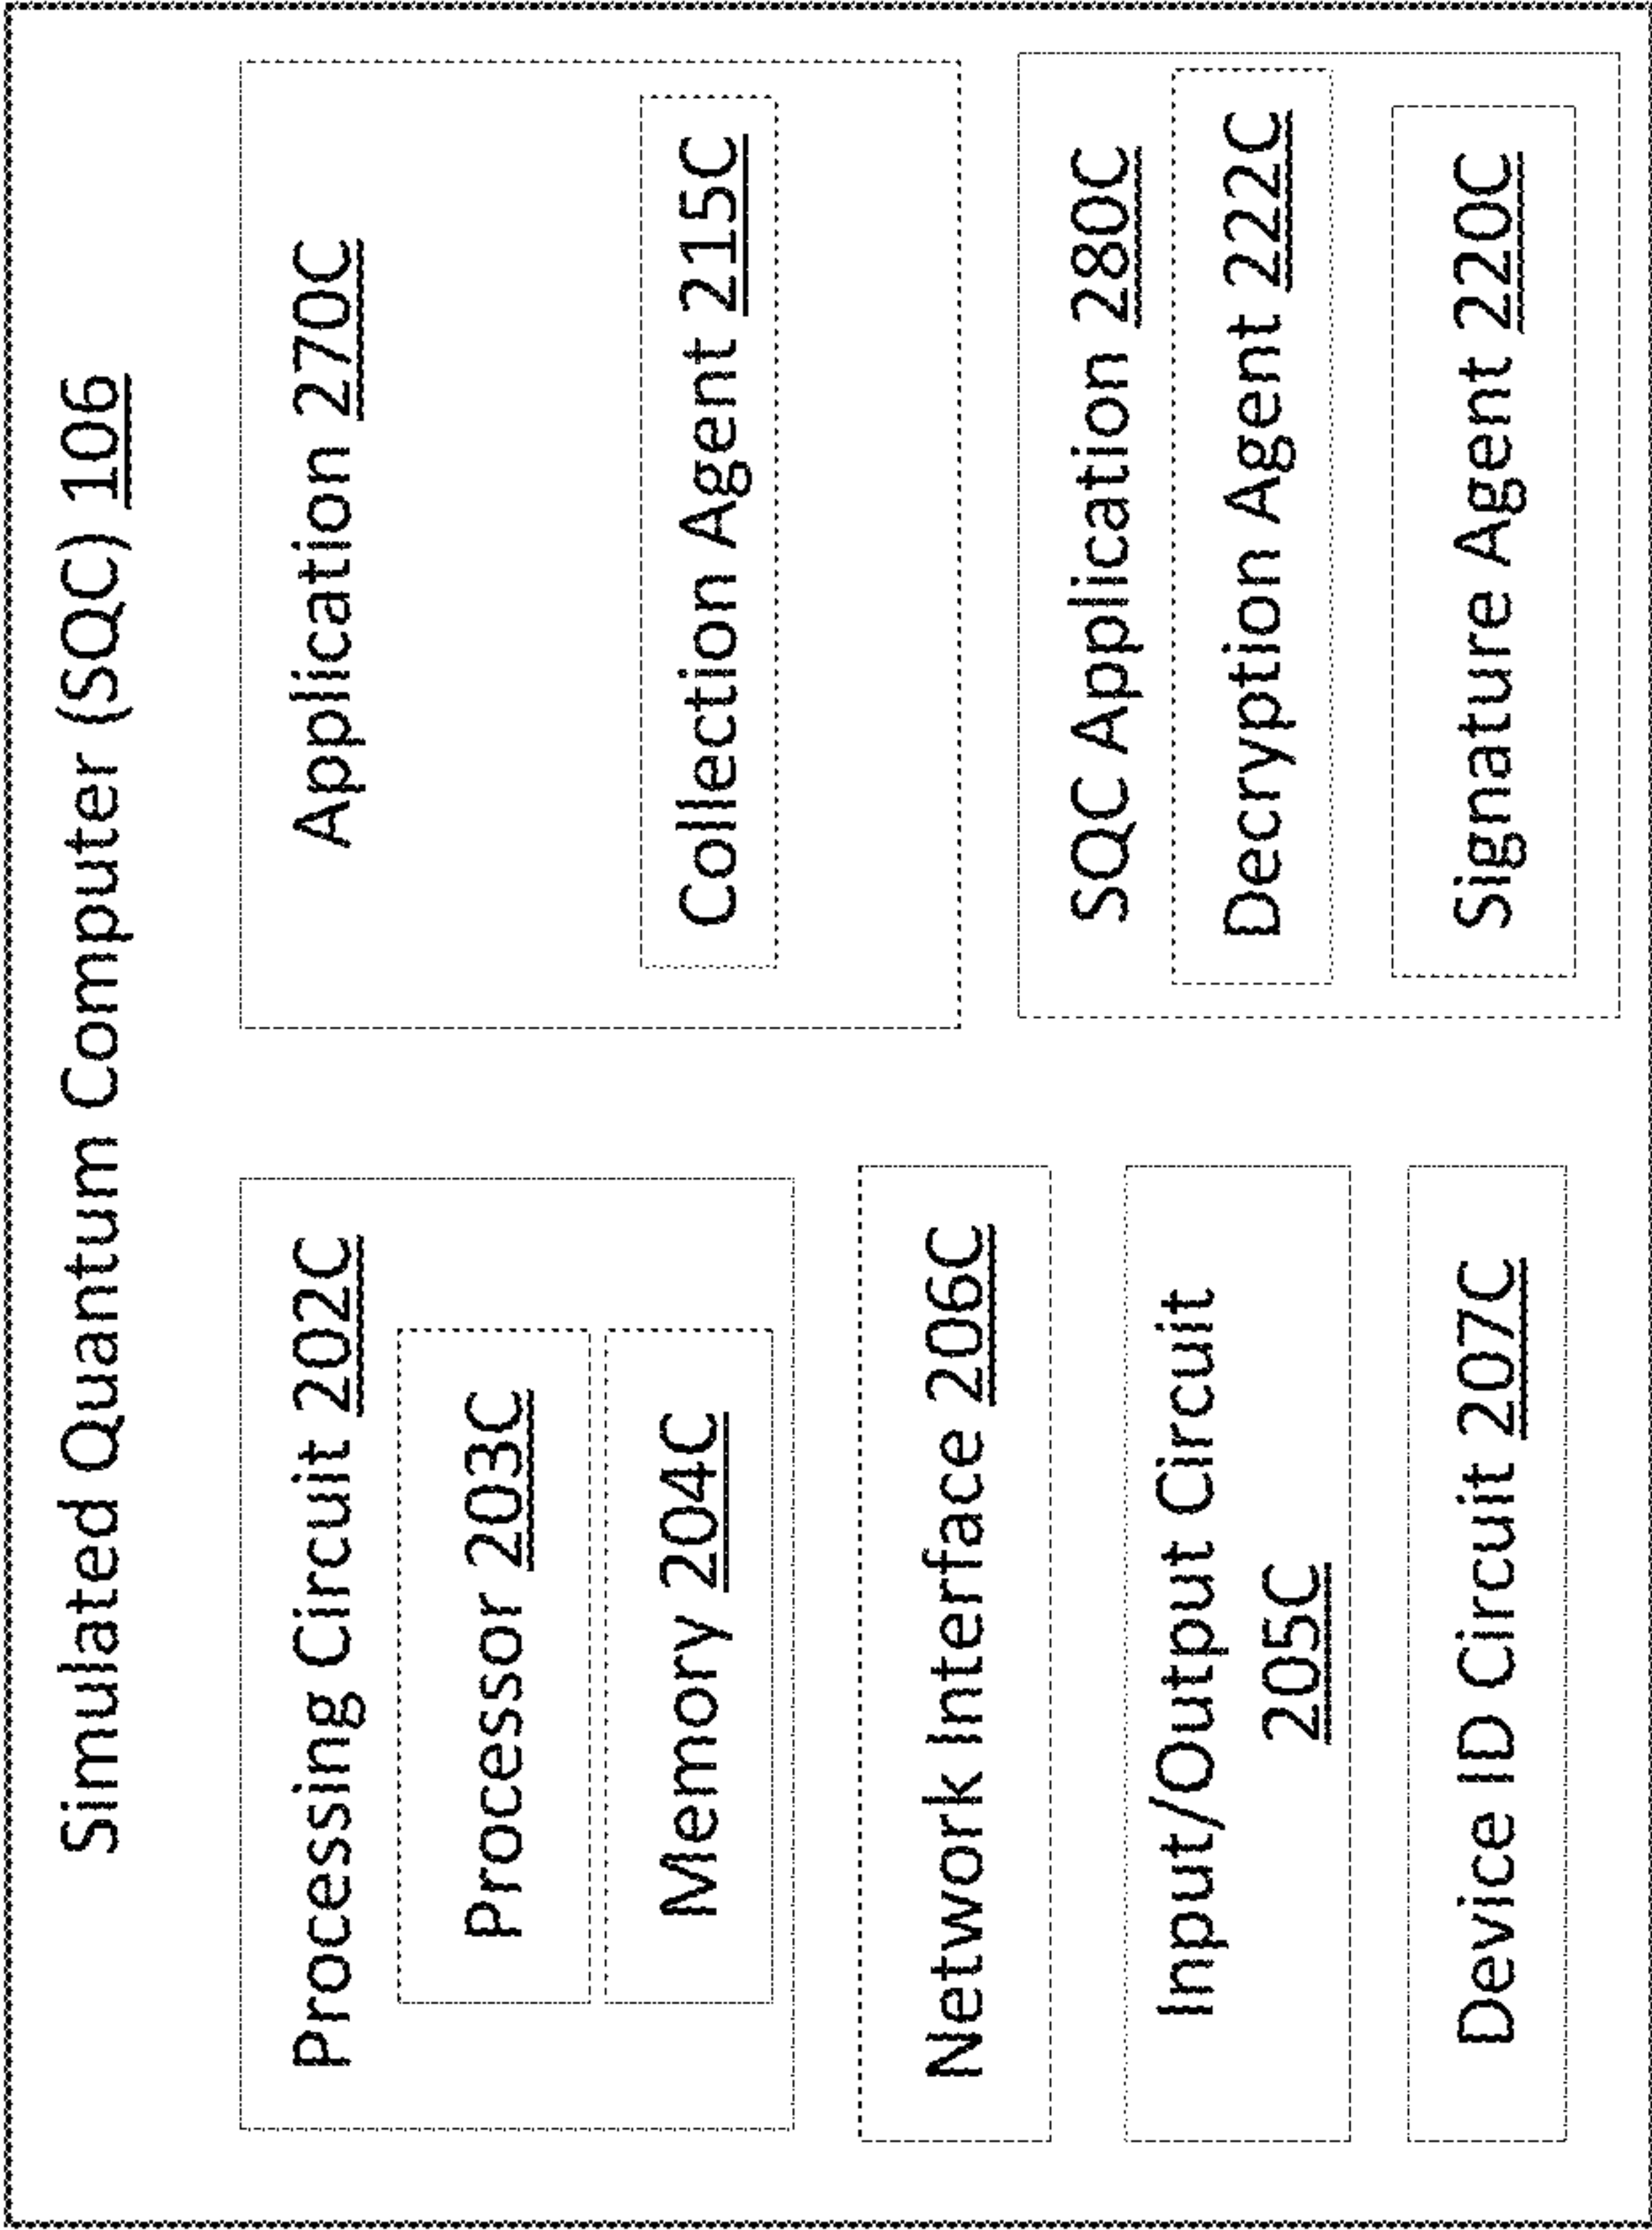 Simulated Quantum Computer (SQC) 106
Processing Circuit 202C
Processor 203C
Memory 204C
Network Interface 206C
Input/Output Circuit
205C
Device ID Circuit 207C
Application 270C
Collection Agent 215C
SQC Application 280C
Decryption Agent 222C
Signature Agent 220C